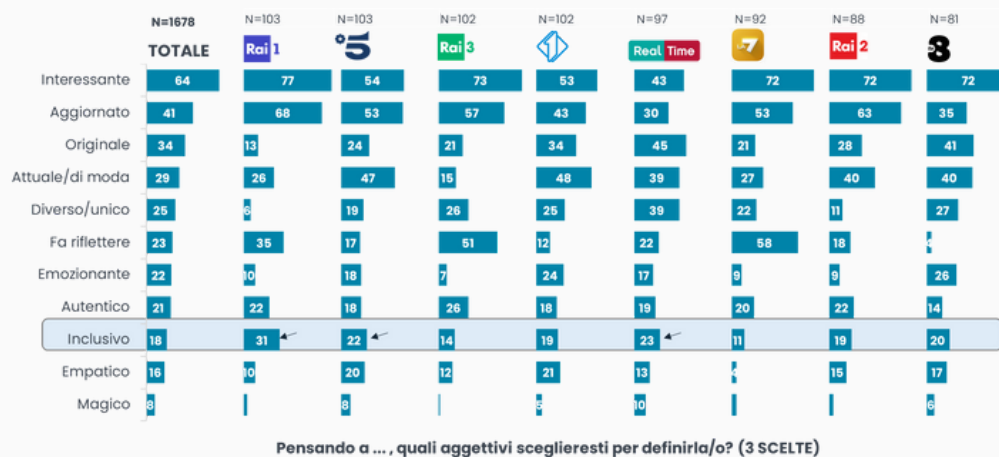 N=1678 N=103 N=103 N=102 N=102 N=97 N=92 N=88 N=81
TOTALE Rai 1 5 Rai 3 1 Real Time 7 Rai 2 8
Interessante 64 77 54 73 53 43 72 72 72
Aggiornato 41 68 53 57 43 30 53 63 35
Originale 34 13 24 21 34 45 21 28 41
Attuale/di moda 29 26 47 15 48 39 27 40 40
Diverso/unico 25 6 19 26 25 39 22 11 27
Fa riflettere 23 35 17 51 12 22 58 18 4
Emozionante 22 10 18 7 24 17 9 9 26
Autentico 21 22 18 26 18 19 20 22 14
Inclusivo 18 31 22 14 19 23 11 19 20
Empatico 16 10 20 12 21 13 4 15 17
Magico 8 8 5 10 6
Pensando a ... , quali aggettivi sceglieresti per definirla/o? (3 SCELTE)